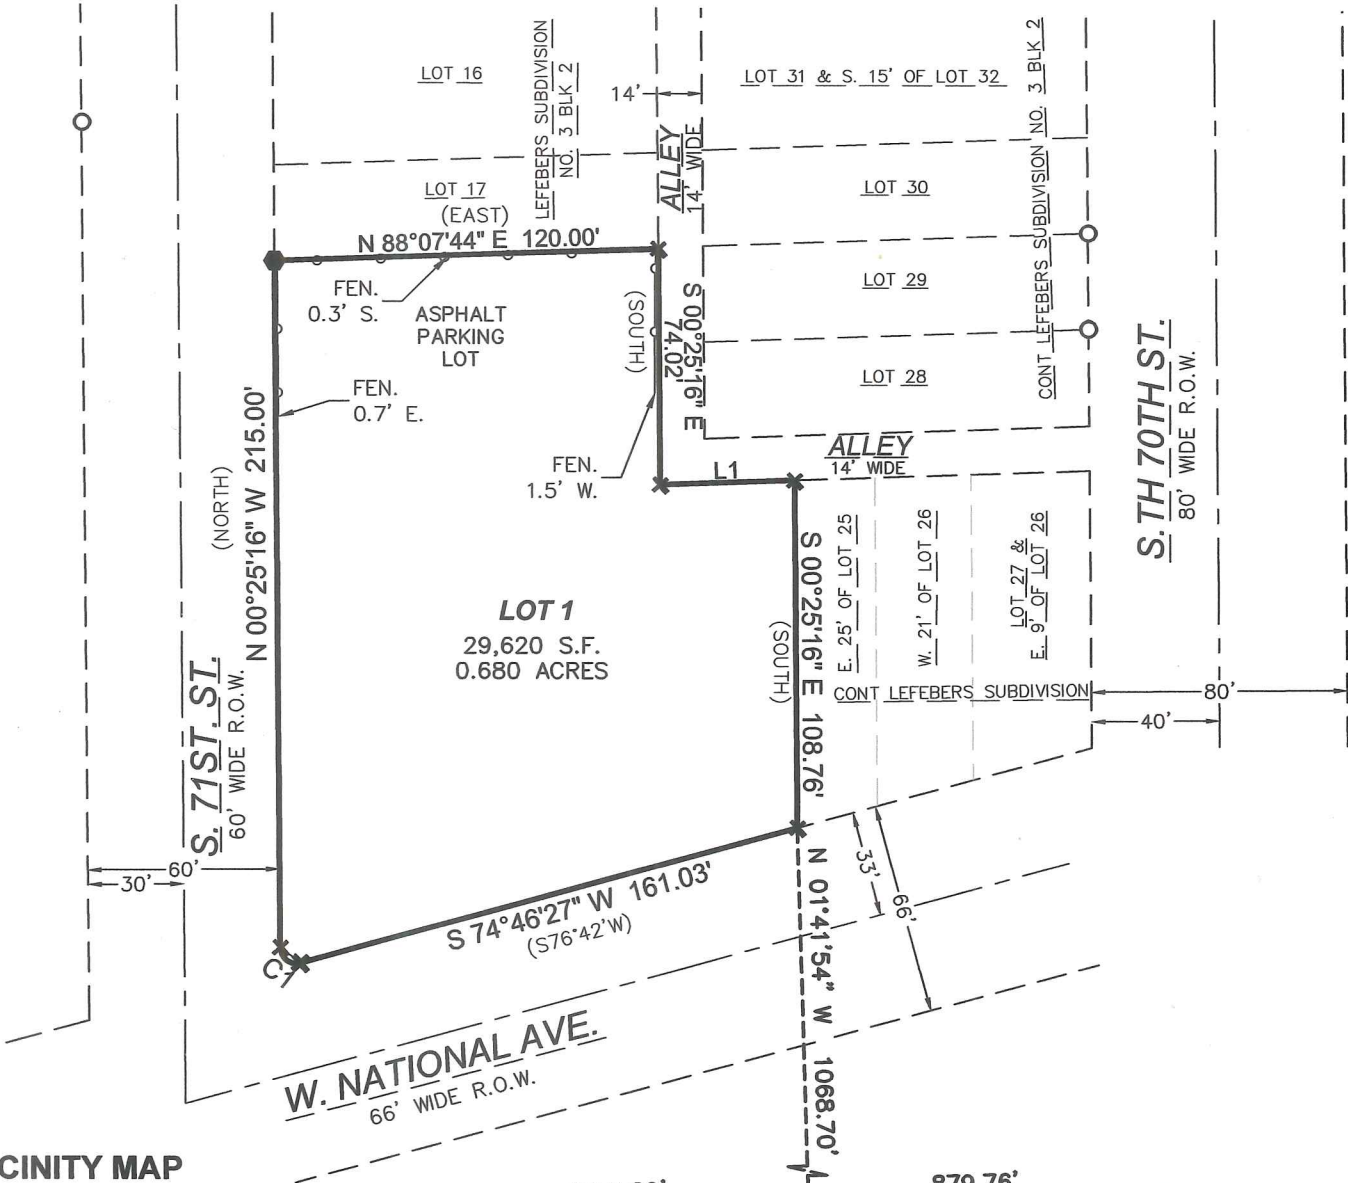 LOT 16
LEFEBERS SUBDIVISION
NO. 3 BLK 2
14'
ALLEY
14' WIDE
LOT 31 & S. 15' OF LOT 32
CONT LEFEBERS SUBDIVISION NO. 3 BLK 2
LOT 17
(EAST)
N 88°07'44" E 120.00'
LOT 30
LOT 29
LOT 28
FEN.
0.3' S.
ASPHALT
PARKING
LOT
(SOUTH)
S 00°25'16" E
74.02'
FEN.
0.7' E.
FEN.
1.5' W.
L1
ALLEY
14' WIDE
S. TH 70TH ST.
80' WIDE R.O.W.
N 00°25'16" W 215.00'
(NORTH)
LOT 1
29,620 S.F.
0.680 ACRES
S 00°25'16" E 108.76'
(SOUTH)
E. 25' OF LOT 25
W. 21' OF LOT 26
LOT 27 &
E. 9' OF LOT 26
CONT LEFEBERS SUBDIVISION
80'
40'
S. 71ST. ST.
60' WIDE R.O.W.
60'
30'
C1
S 74°46'27" W 161.03'
(S76°42'W)
33'
66'
N 01°41'54" W 1068.70'
W. NATIONAL AVE.
66' WIDE R.O.W.
CINITY MAP
879.76'